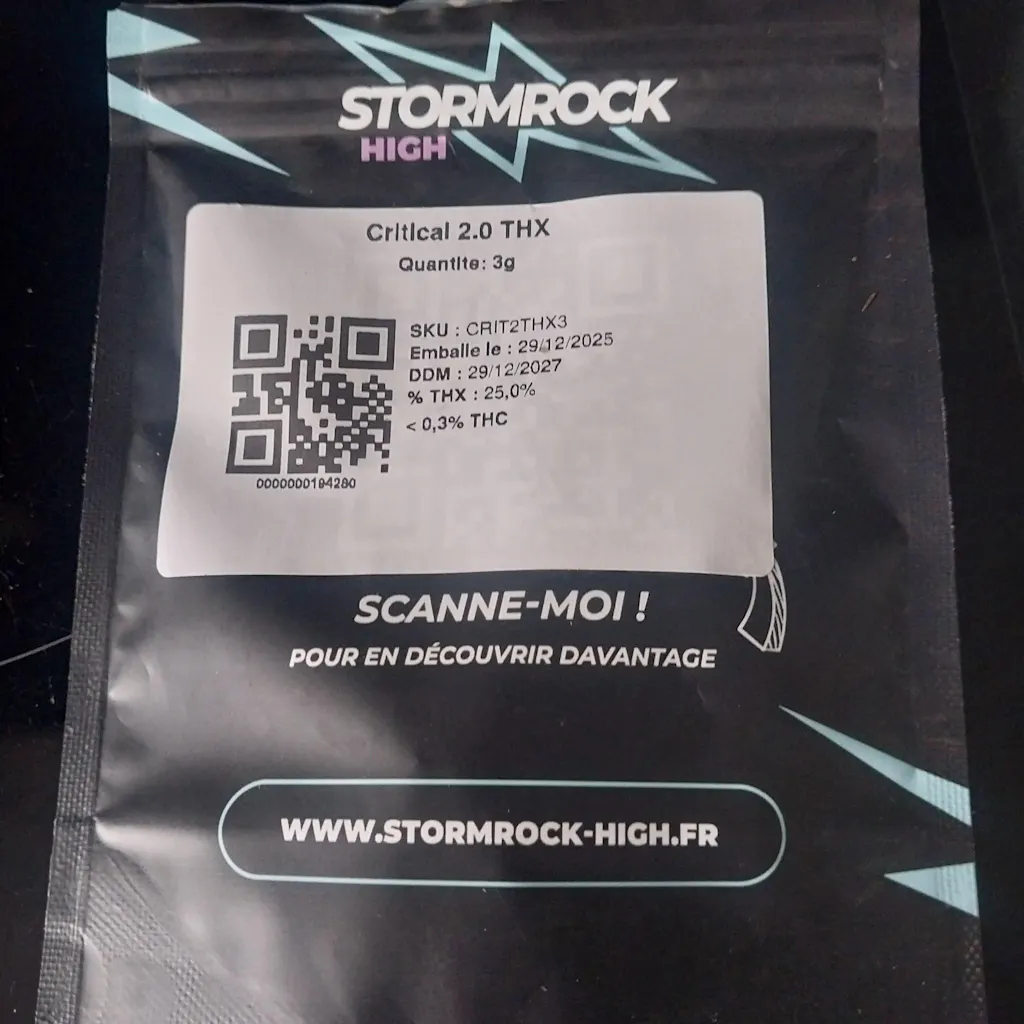 STORMROCK
HIGH
Critical 2.0 THX
Quantite: 3g
SKU : CRIT2THX3
Emballe le : 29/12/2025
DDM : 29/12/2027
% THX : 25,0%
< 0,3% THC
0000000194280
SCANNE-MOI !
POUR EN DÉCOUVRIR DAVANTAGE
WWW.STORMROCK-HIGH.FR